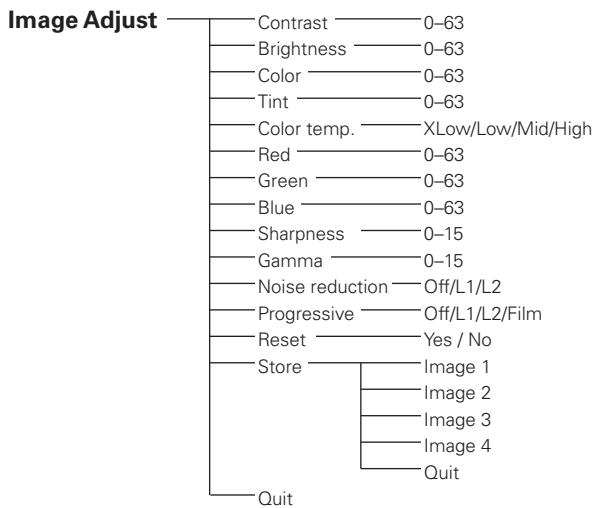 Image Adjust Contrast 0–63
Brightness 0–63
Color 0–63
Tint 0–63
Color temp. XLow/Low/Mid/High
Red 0–63
Green 0–63
Blue 0–63
Sharpness 0–15
Gamma 0–15
Noise reduction Off/L1/L2
Progressive Off/L1/L2/Film
Reset Yes / No
Store Image 1
Image 2
Image 3
Image 4
Quit
Quit